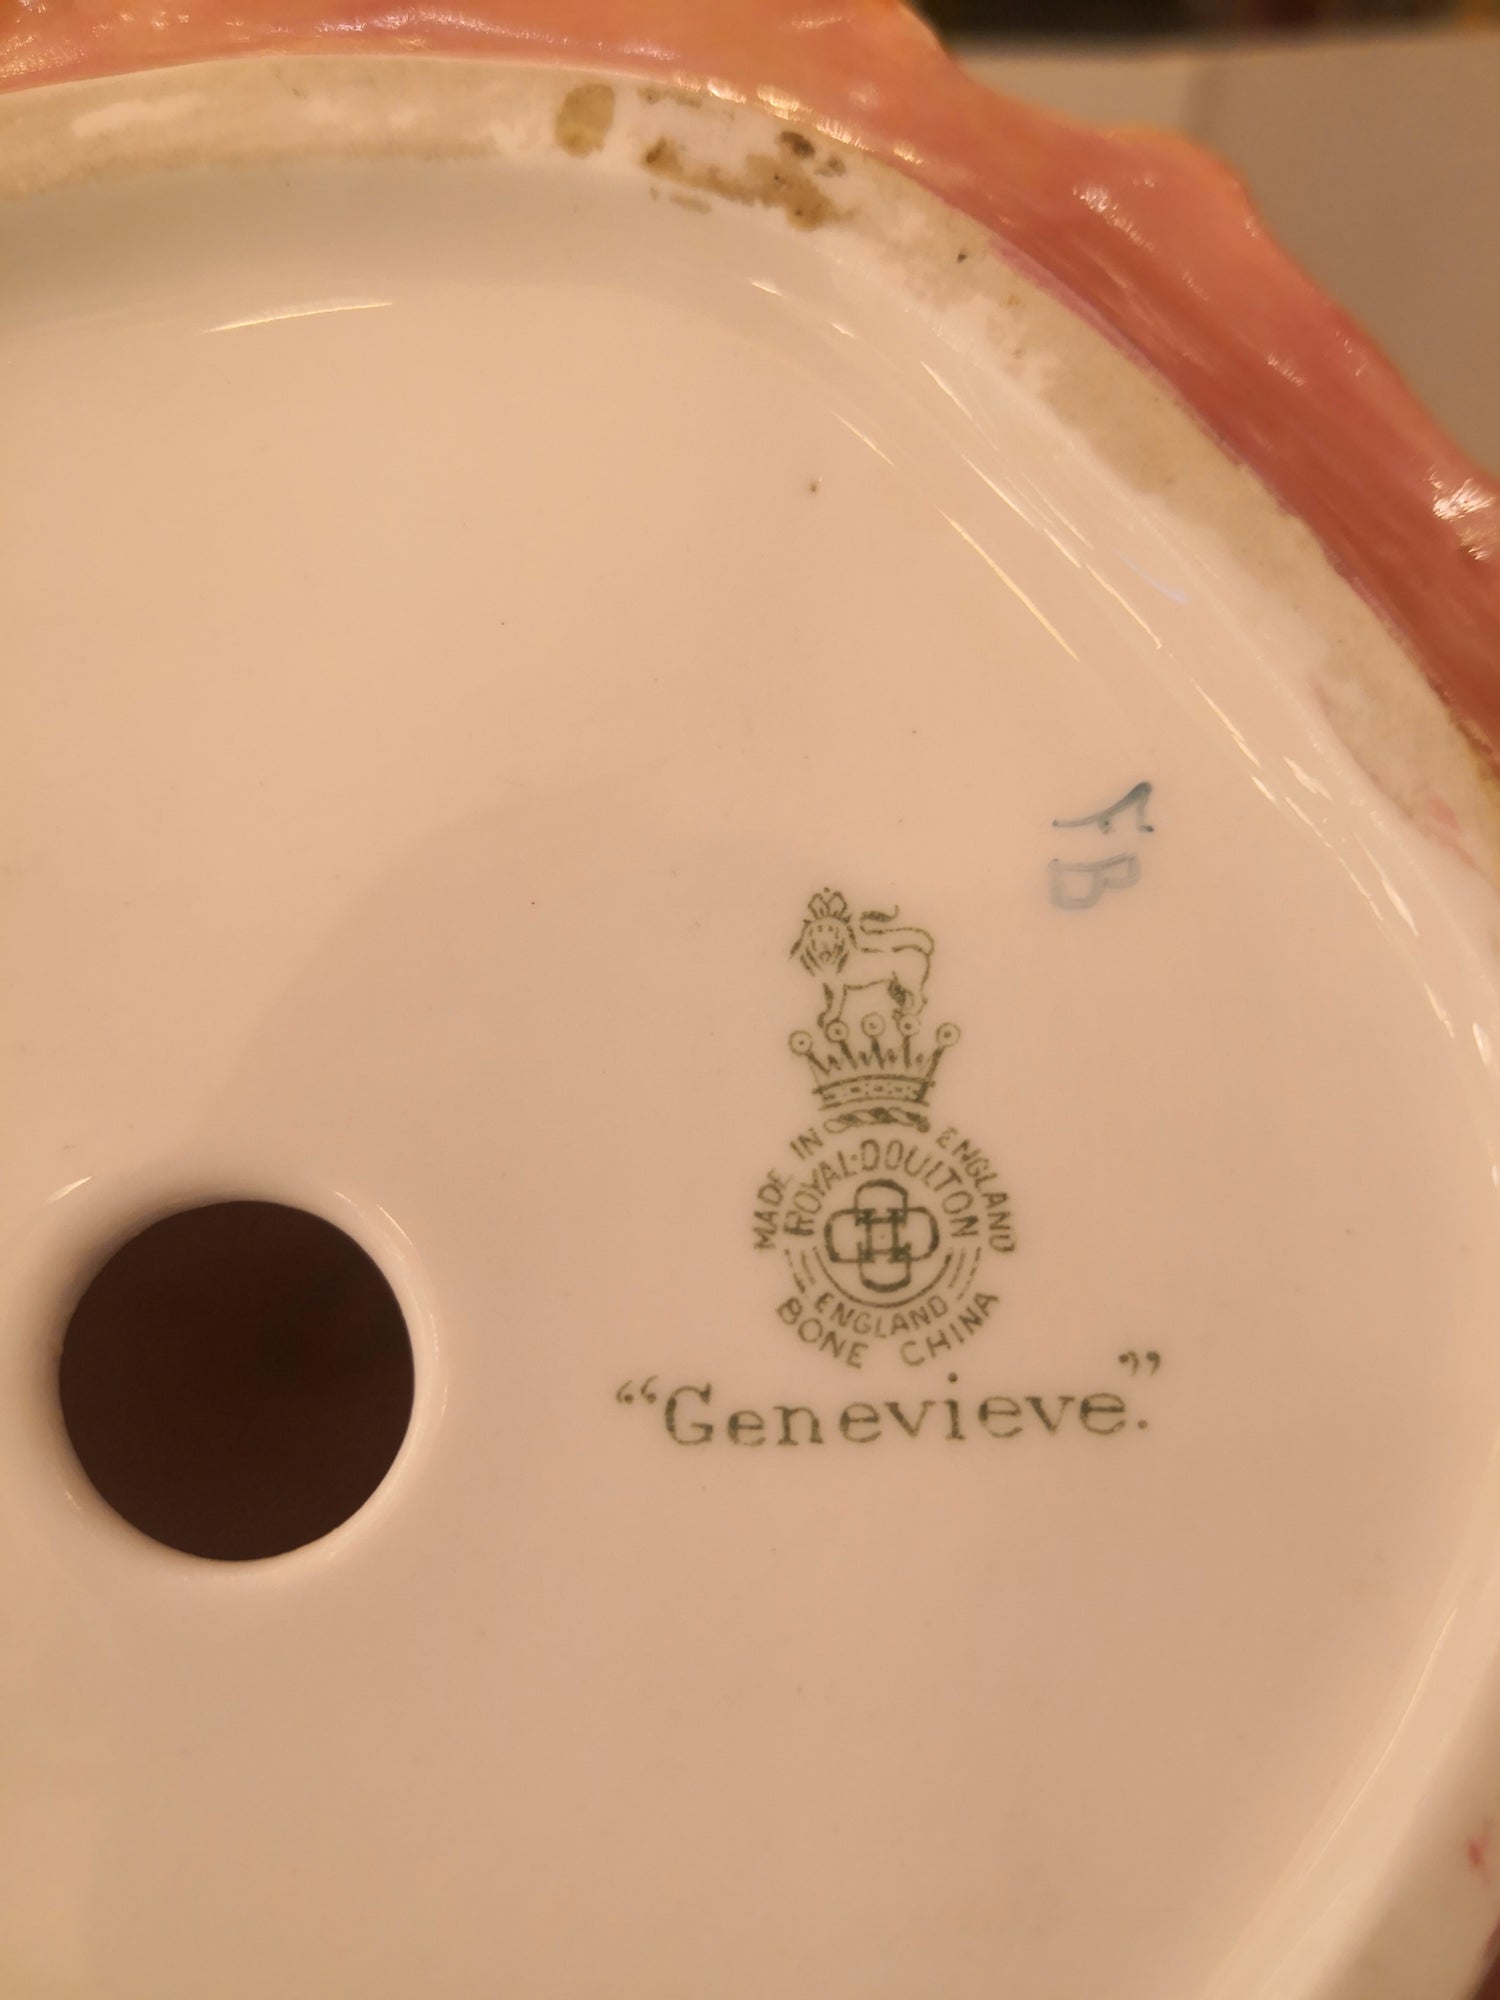 B
MADE IN ENGLAND
ROYAL·DOULTON
ENGLAND
BONE CHINA
“Genevieve.”